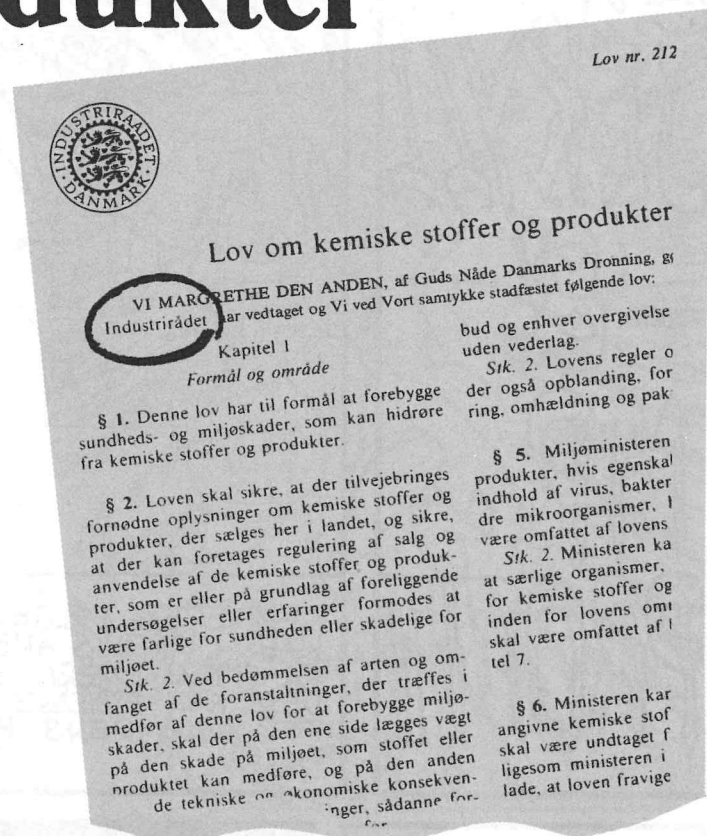 dukter
Lov nr. 212
INDUSTRIRAADET · DANMARK ·
Lov om kemiske stoffer og produkter
VI MARGRETHE DEN ANDEN, af Guds Nåde Danmarks Dronning,
Industrirådet har vedtaget og Vi ved Vort samtykke stadfæstet følgende lov:
Kapitel 1
Formål og område
§ 1. Denne lov har til formål at forebygge
sundheds- og miljøskader, som kan hidrøre
fra kemiske stoffer og produkter.
§ 2. Loven skal sikre, at der tilvejebringes
fornødne oplysninger om kemiske stoffer og
produkter, der sælges her i landet, og sikre,
at der kan foretages regulering af salg og
anvendelse af de kemiske stoffer og produk-
ter, som er eller på grundlag af foreliggende
undersøgelser eller erfaringer formodes at
være farlige for sundheden eller skadelige for
miljøet.
Stk. 2. Ved bedømmelsen af arten og om-
fanget af de foranstaltninger, der træffes i
medfør af denne lov for at forebygge miljø-
skader, skal der på den ene side lægges vægt
på den skade på miljøet, som stoffet eller
produktet kan medføre, og på den anden
de tekniske og økonomiske konsekven-
inger, sådanne for-
bud og enhver overgivelse
uden vederlag.
Stk. 2. Lovens regler o
der også opblanding, for
ring, omhældning og pak
§ 5. Miljøministeren
produkter, hvis egenskal
indhold af virus, bakter
dre mikroorganismer,
være omfattet af lovens
Stk. 2. Ministeren ka
at særlige organismer,
for kemiske stoffer og
inden for lovens omr
skal være omfattet af
tel 7.
§ 6. Ministeren kar
angivne kemiske stof
skal være undtaget f
ligesom ministeren i
lade, at loven fravige